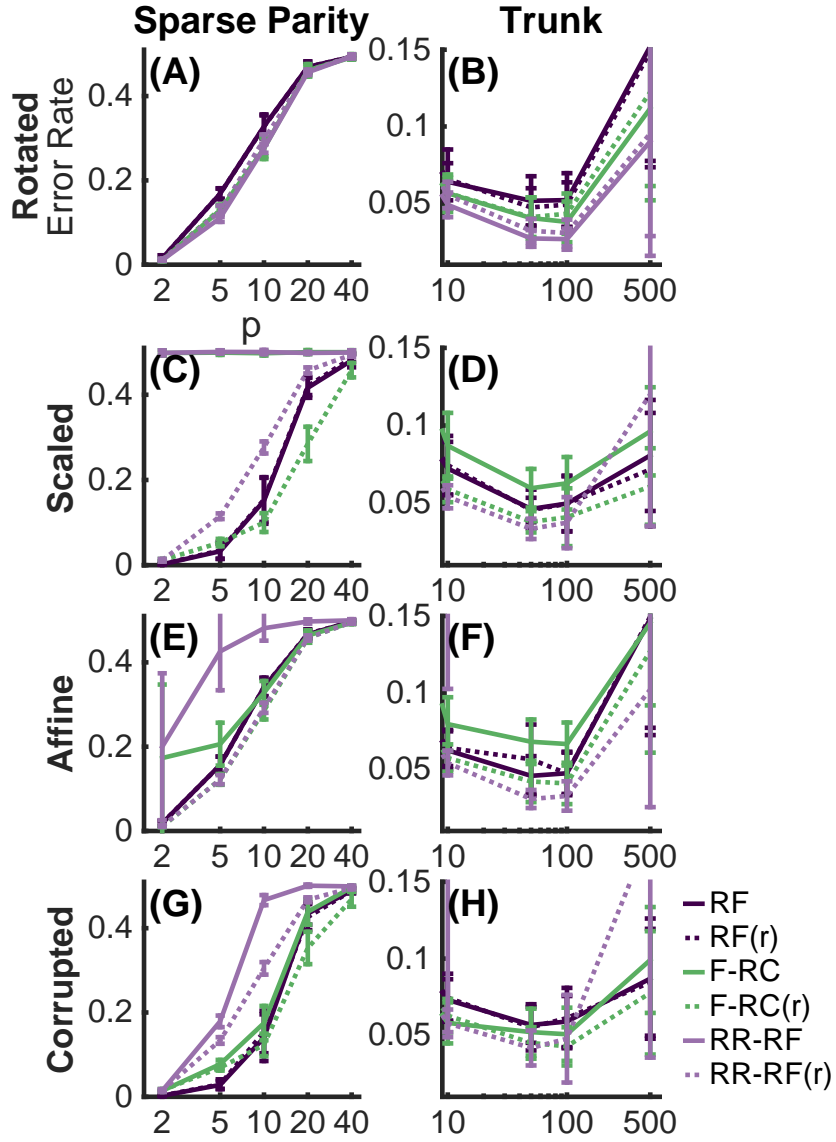 Sparse Parity
Trunk
Rotated
Error Rate
(A)
0.4
0.2
0
2 5 10 20 40
p
(B)
0.15
0.1
0.05
10 100 500
Scaled
(C)
0.4
0.2
0
2 5 10 20 40
(D)
0.15
0.1
0.05
10 100 500
Affine
(E)
0.4
0.2
0
2 5 10 20 40
(F)
0.15
0.1
0.05
10 100 500
Corrupted
(G)
0.4
0.2
0
2 5 10 20 40
(H)
0.15
0.1
0.05
10 100 500
RF
RF(r)
F-RC
F-RC(r)
RR-RF
RR-RF(r)